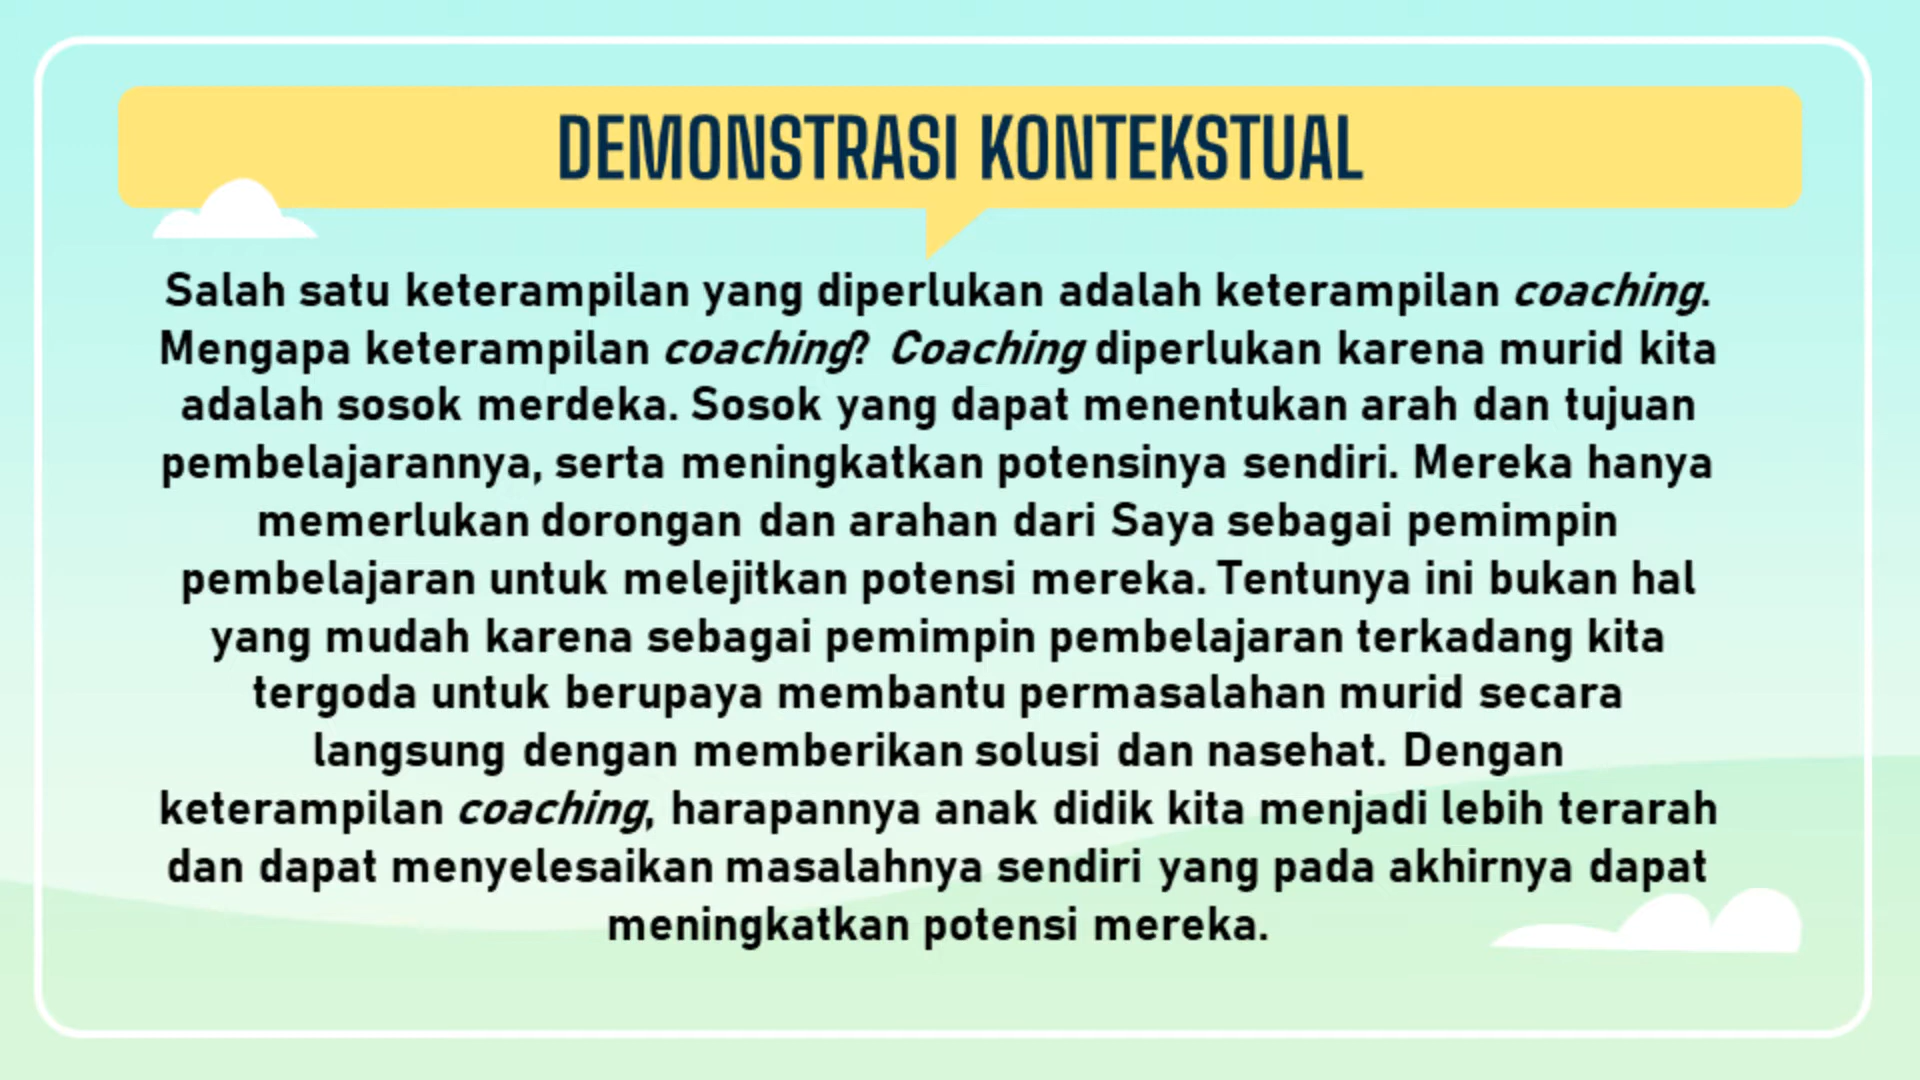 DEMONSTRASI KONTEKSTUAL
Salah satu keterampilan yang diperlukan adalah keterampilan coaching.
Mengapa keterampilan coaching? Coaching diperlukan karena murid kita
adalah sosok merdeka. Sosok yang dapat menentukan arah dan tujuan
pembelajarannya, serta meningkatkan potensinya sendiri. Mereka hanya
memerlukan dorongan dan arahan dari Saya sebagai pemimpin
pembelajaran untuk melejitkan potensi mereka. Tentunya ini bukan hal
yang mudah karena sebagai pemimpin pembelajaran terkadang kita
tergoda untuk berupaya membantu permasalahan murid secara
langsung dengan memberikan solusi dan nasehat. Dengan
keterampilan coaching, harapannya anak didik kita menjadi lebih terarah
dan dapat menyelesaikan masalahnya sendiri yang pada akhirnya dapat
meningkatkan potensi mereka.